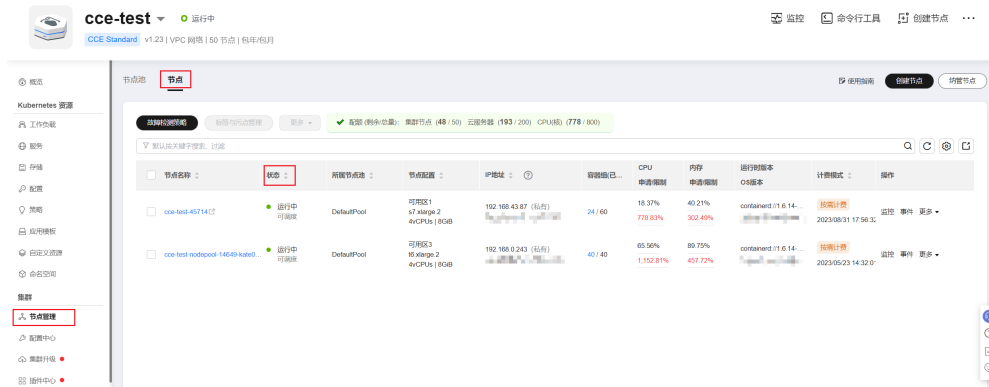 cce-test
运行中
监控
命令行工具
创建节点
CCE Standard v1.23 | VPC 网络 | 50 节点 | 包年/包月
概览
Kubernetes 资源
工作负载
服务
存储
配置
策略
应用模板
自定义资源
命名空间
集群
节点管理
配置中心
集群升级
插件中心
节点池
节点
使用指南
创建节点
纳管节点
故障检测策略
标签与污点管理
更多
配额 (剩余/总量): 集群节点 (48 / 50) 云服务器 (193 / 200) CPU(核) (778 / 800)
默认按关键字搜索、过滤
节点名称 状态 所属节点池 节点配置 IP地址 容器组(已... CPU 申请/限制 内存 申请/限制 运行时版本 OS版本 计费模式 操作
cce-test-45714
运行中
可调度
DefaultPool
可用区1
s7.xlarge.2
4vCPUs | 8GiB
192.168.43.87 (私有)
24 / 60
18.37%
778.83%
40.21%
302.49%
containerd://1.6.14-...
按需计费
2023/08/31 17:56:32
监控 事件 更多
cce-test-nodepool-14649-kate0...
运行中
可调度
DefaultPool
可用区3
t6.xlarge.2
4vCPUs | 8GiB
192.168.0.243 (私有)
40 / 40
65.56%
1,152.81%
89.75%
457.72%
containerd://1.6.14-...
按需计费
2023/05/23 14:32:0
监控 事件 更多